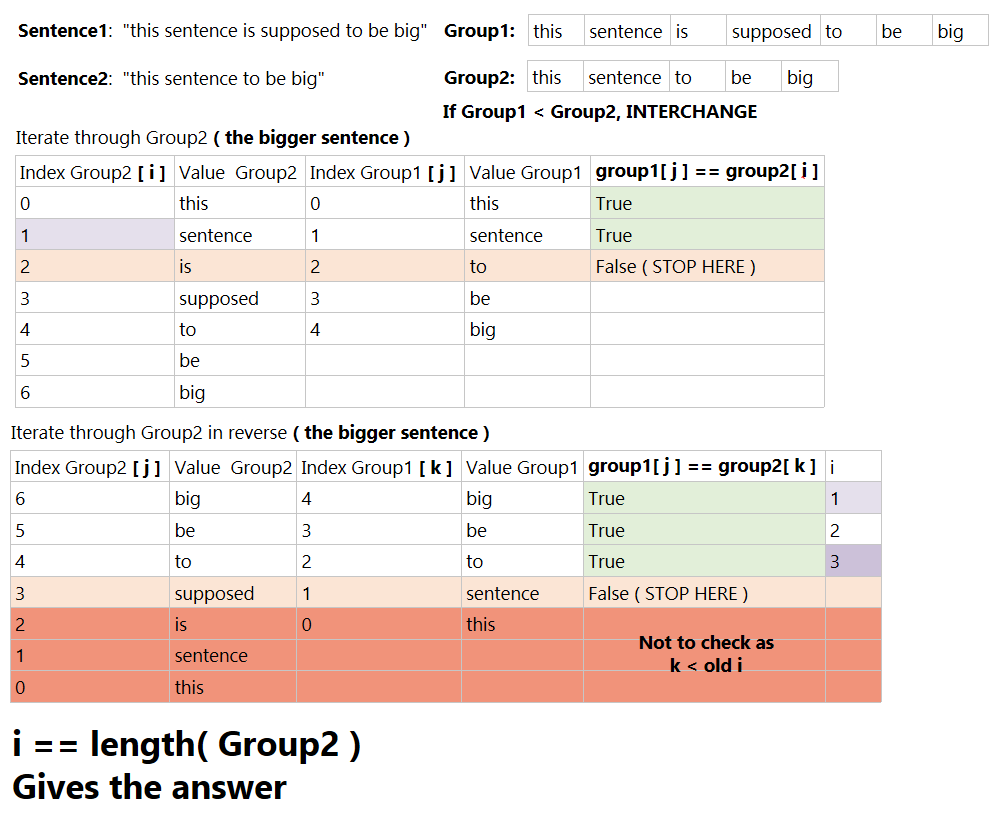 Sentence1: "this sentence is supposed to be big" Group1: this sentence is supposed to be big
Sentence2: "this sentence to be big" Group2: this sentence to be big
If Group1 < Group2, INTERCHANGE
Iterate through Group2 ( the bigger sentence )
Index Group2 [ i ] Value Group2 Index Group1 [ j ] Value Group1 group1[ j ] == group2[ i ]
0 this 0 this True
1 sentence 1 sentence True
2 is 2 to False ( STOP HERE )
3 supposed 3 be
4 to 4 big
5 be
6 big
Iterate through Group2 in reverse ( the bigger sentence )
Index Group2 [ j ] Value Group2 Index Group1 [ k ] Value Group1 group1[ j ] == group2[ k ] i
6 big 4 big True 1
5 be 3 be True 2
4 to 2 to True 3
3 supposed 1 sentence False ( STOP HERE )
2 is 0 this
1 sentence
0 this
Not to check as
k < old i
i == length( Group2 )
Gives the answer